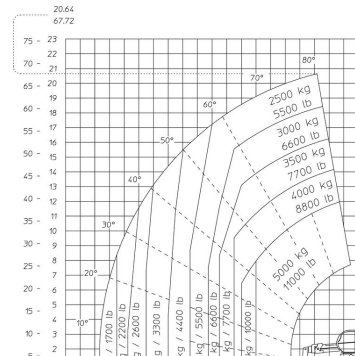 20.64
67.72
75 - 23
22
70 - 21
65 - 20
19
60 - 18
17
55 - 16
50 - 15
14
45 - 13
12
40 - 11
35 - 10
30 - 9
8
25 - 7
20 - 6
5
15 - 4
10 - 3
2
80°
70°
60°
50°
40°
30°
20°
10°
2500 kg
5500 lb
3000 kg
6600 lb
3500 kg
7700 lb
4000 kg
8800 lb
5000 kg
11000 lb
/ 1700 lb
/ 2200 lb
/ 2600 lb
kg / 3300 lb
kg / 4400 lb
kg / 5500 lb
kg / 6600 lb
kg / 7700 lb
kg / 10000 lb